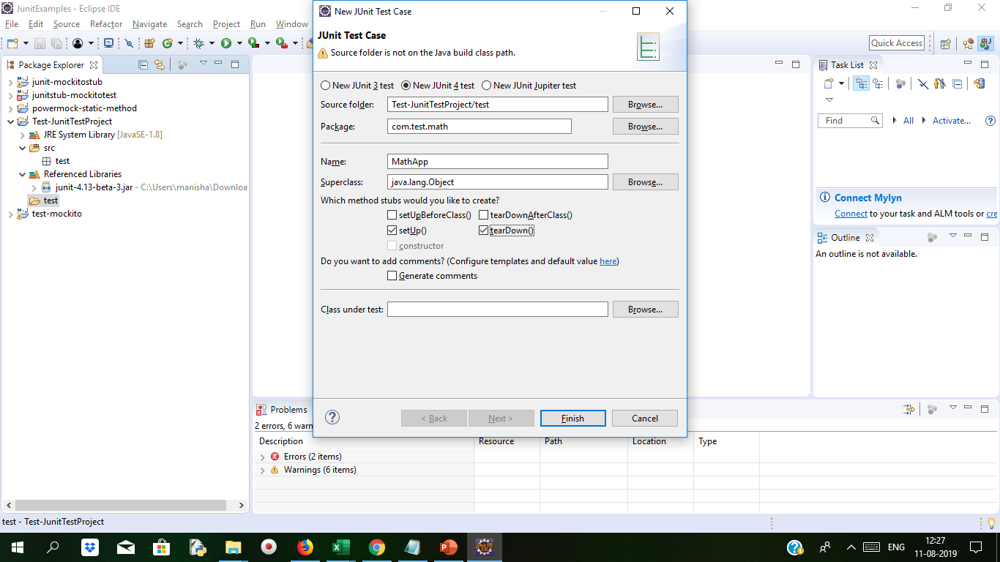 JunitExamples - Eclipse IDE
File Edit Source Refactor Navigate Search Project Run Window
Quick Access
Package Explorer
junit-mockitostub
junitstub-mockitotest
powermock-static-method
Test-JunitTestProject
JRE System Library [JavaSE-1.8]
src
test
Referenced Libraries
junit-4.13-beta-3.jar - C:\Users\manisha\Downloa
test
test-mockito
New JUnit Test Case
JUnit Test Case
Source folder is not on the Java build class path.
New JUnit 3 test New JUnit 4 test New JUnit Jupiter test
Source folder: Test-JunitTestProject/test Browse...
Package: com.test.math Browse...
Name: MathApp
Superclass: java.lang.Object Browse...
Which method stubs would you like to create?
setUpBeforeClass() tearDownAfterClass()
setUp() tearDown()
constructor
Do you want to add comments? (Configure templates and default value here)
Generate comments
Class under test: Browse...
< Back Next > Finish Cancel
Task List
Find All Activate...
Connect Mylyn
Connect to your task and ALM tools or cre
Outline
An outline is not available.
Problems
2 errors, 6 warn
Description Resource Path Location Type
Errors (2 items)
Warnings (6 items)
test - Test-JunitTestProject
ENG
12:27
11-08-2019